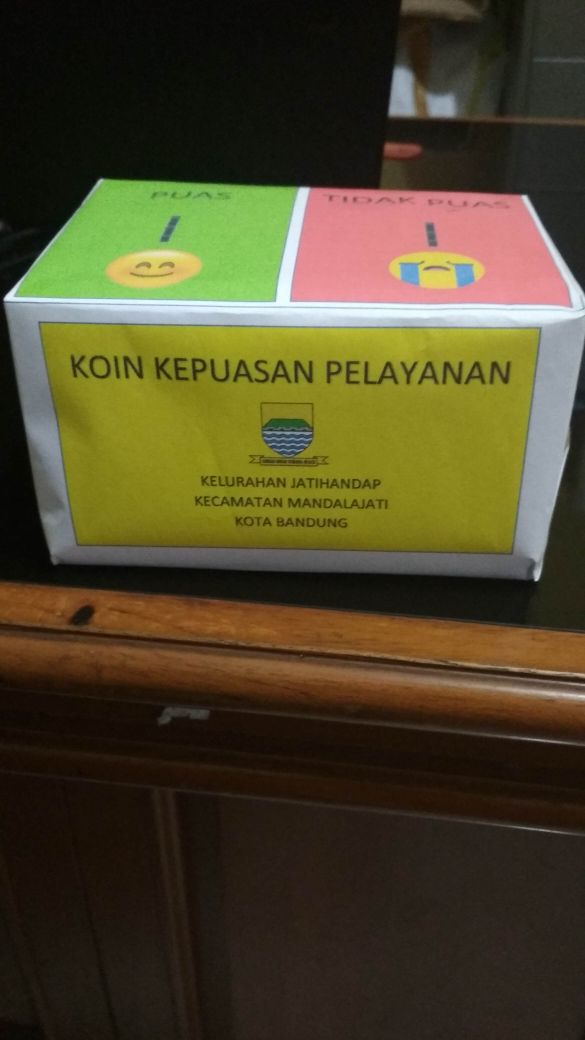 PUAS
TIDAK PUAS
KOIN KEPUASAN PELAYANAN
KELURAHAN JATIHANDAP
KECAMATAN MANDALAJATI
KOTA BANDUNG